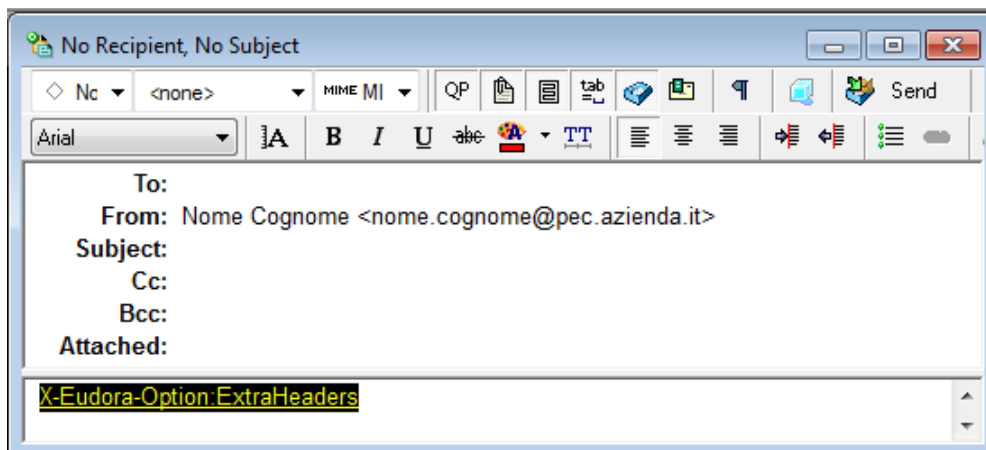 No Recipient, No Subject
Nc <none> MIME MI QP tab ¶ Send
Arial A B I U abc A TT
To:
From: Nome Cognome <nome.cognome@pec.azienda.it>
Subject:
Cc:
Bcc:
Attached:
X-Eudora-Option:ExtraHeaders